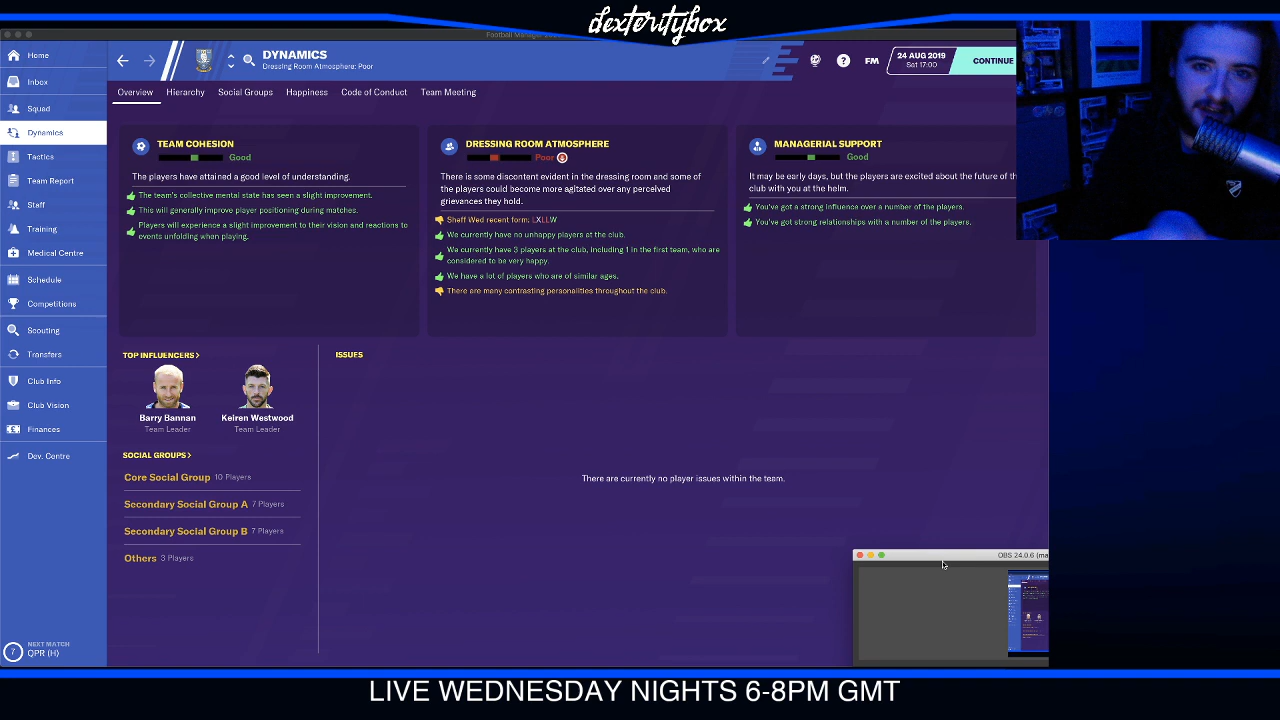 dexteritybox
Home
Inbox
Squad
Dynamics
Tactics
Team Report
Staff
Training
Medical Centre
Schedule
Competitions
Scouting
Transfers
Club Info
Club Vision
Finances
Dev. Centre
NEXT MATCH
QPR (H)
DYNAMICS
Dressing Room Atmosphere: Poor
FM
24 AUG 2019
Sat 17:00
CONTINUE
Overview Hierarchy Social Groups Happiness Code of Conduct Team Meeting
TEAM COHESION
Good
The players have attained a good level of understanding.
The team's collective mental state has seen a slight improvement.
This will generally improve player positioning during matches.
Players will experience a slight improvement to their vision and reactions to
events unfolding when playing.
DRESSING ROOM ATMOSPHERE
Poor
There is some discontent evident in the dressing room and some of
the players could become more agitated over any perceived
grievances they hold.
Sheff Wed recent form: LXLLW
We currently have no unhappy players at the club.
We currently have 3 players at the club, including 1 in the first team, who are
considered to be very happy.
We have a lot of players who are of similar ages.
There are many contrasting personalities throughout the club.
MANAGERIAL SUPPORT
Good
It may be early days, but the players are excited about the future of th
club with you at the helm.
You've got a strong influence over a number of the players.
You've got strong relationships with a number of the players.
TOP INFLUENCERS >
Barry Bannan
Team Leader
Keiren Westwood
Team Leader
SOCIAL GROUPS >
Core Social Group 10 Players
Secondary Social Group A 7 Players
Secondary Social Group B 7 Players
Others 3 Players
ISSUES
There are currently no player issues within the team.
OBS 24.0.6 (ma
LIVE WEDNESDAY NIGHTS 6-8PM GMT